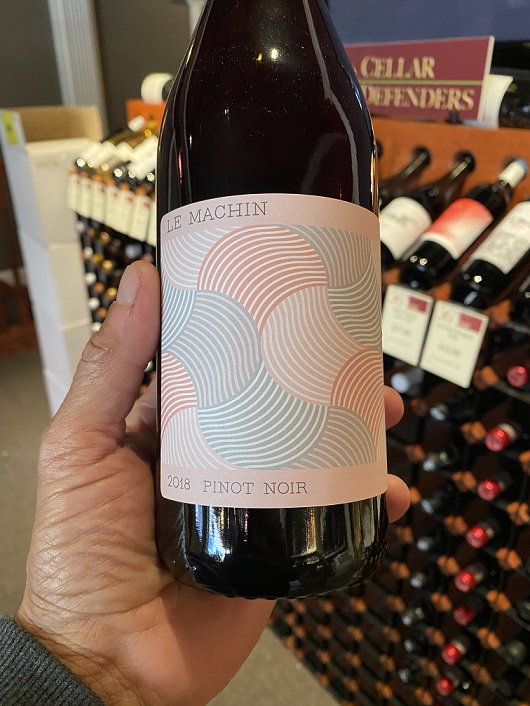 CELLAR
DEFENDERS
LE MACHIN
2018 PINOT NOIR